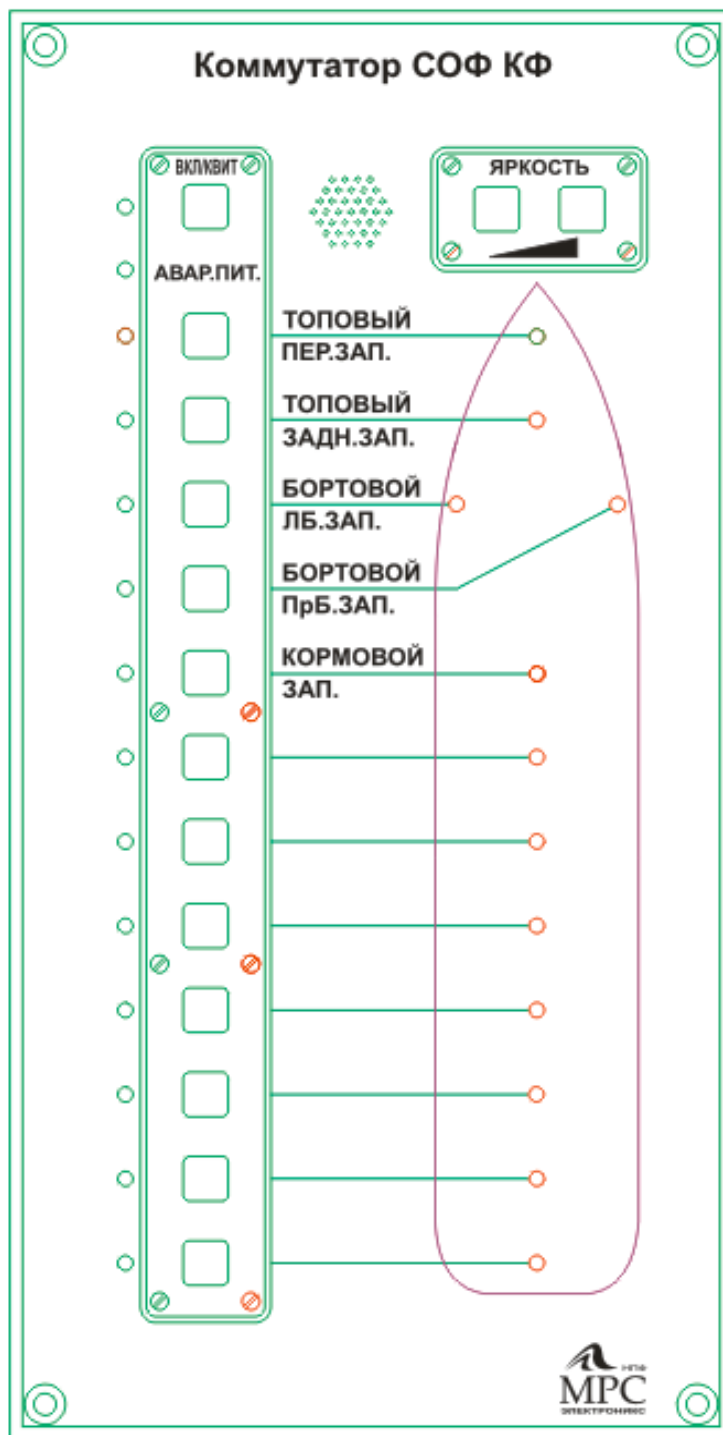 Коммутатор СОФ КФ
ВКЛ/КВИТ
ЯРКОСТЬ
АВАР.ПИТ.
ТОПОВЫЙ
ПЕР.ЗАП.
ТОПОВЫЙ
ЗАДН.ЗАП.
БОРТОВОЙ
ЛБ.ЗАП.
БОРТОВОЙ
ПрБ.ЗАП.
КОРМОВОЙ
ЗАП.
НПФ
МРС
ЭЛЕКТРОНИКС